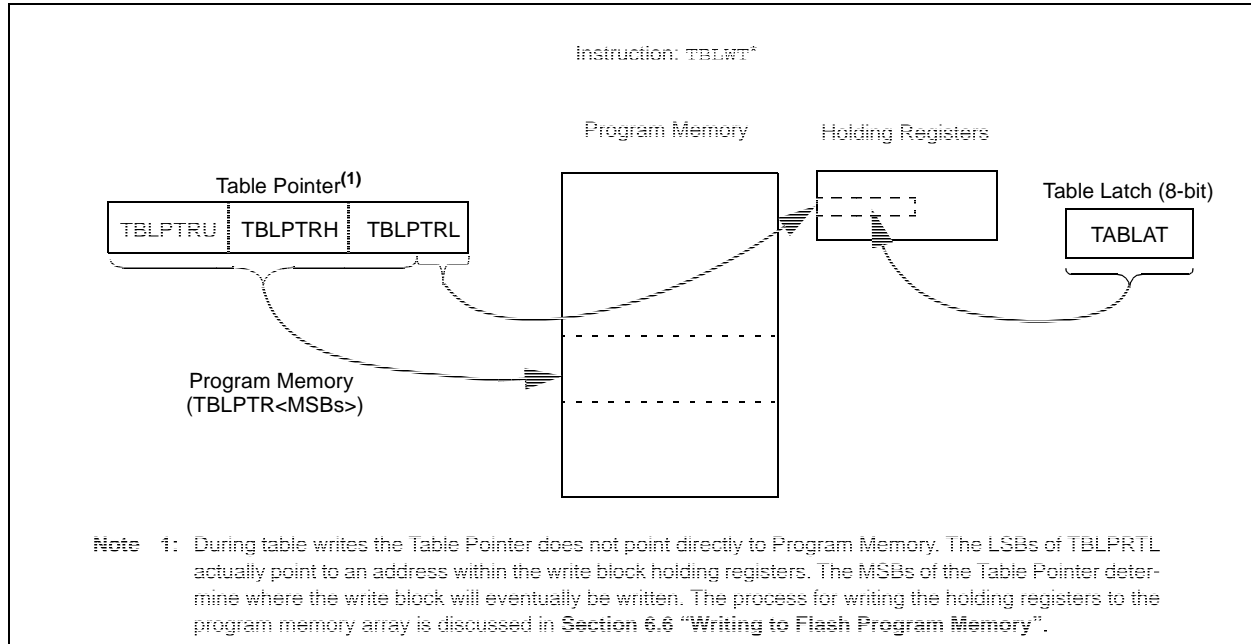 Instruction: TBLWT*
Program Memory
Holding Registers
Table Pointer(1)
Table Latch (8-bit)
TBLPTRU TBLPTRH TBLPTRL
TABLAT
Program Memory
(TBLPTR<MSBs>)
Note 1: During table writes the Table Pointer does not point directly to Program Memory. The LSBs of TBLPRTL
actually point to an address within the write block holding registers. The MSBs of the Table Pointer deter-
mine where the write block will eventually be written. The process for writing the holding registers to the
program memory array is discussed in Section 6.6 “Writing to Flash Program Memory”.